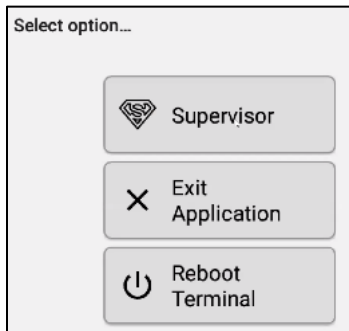 Select option...
Supervisor
Exit
Application
Reboot
Terminal